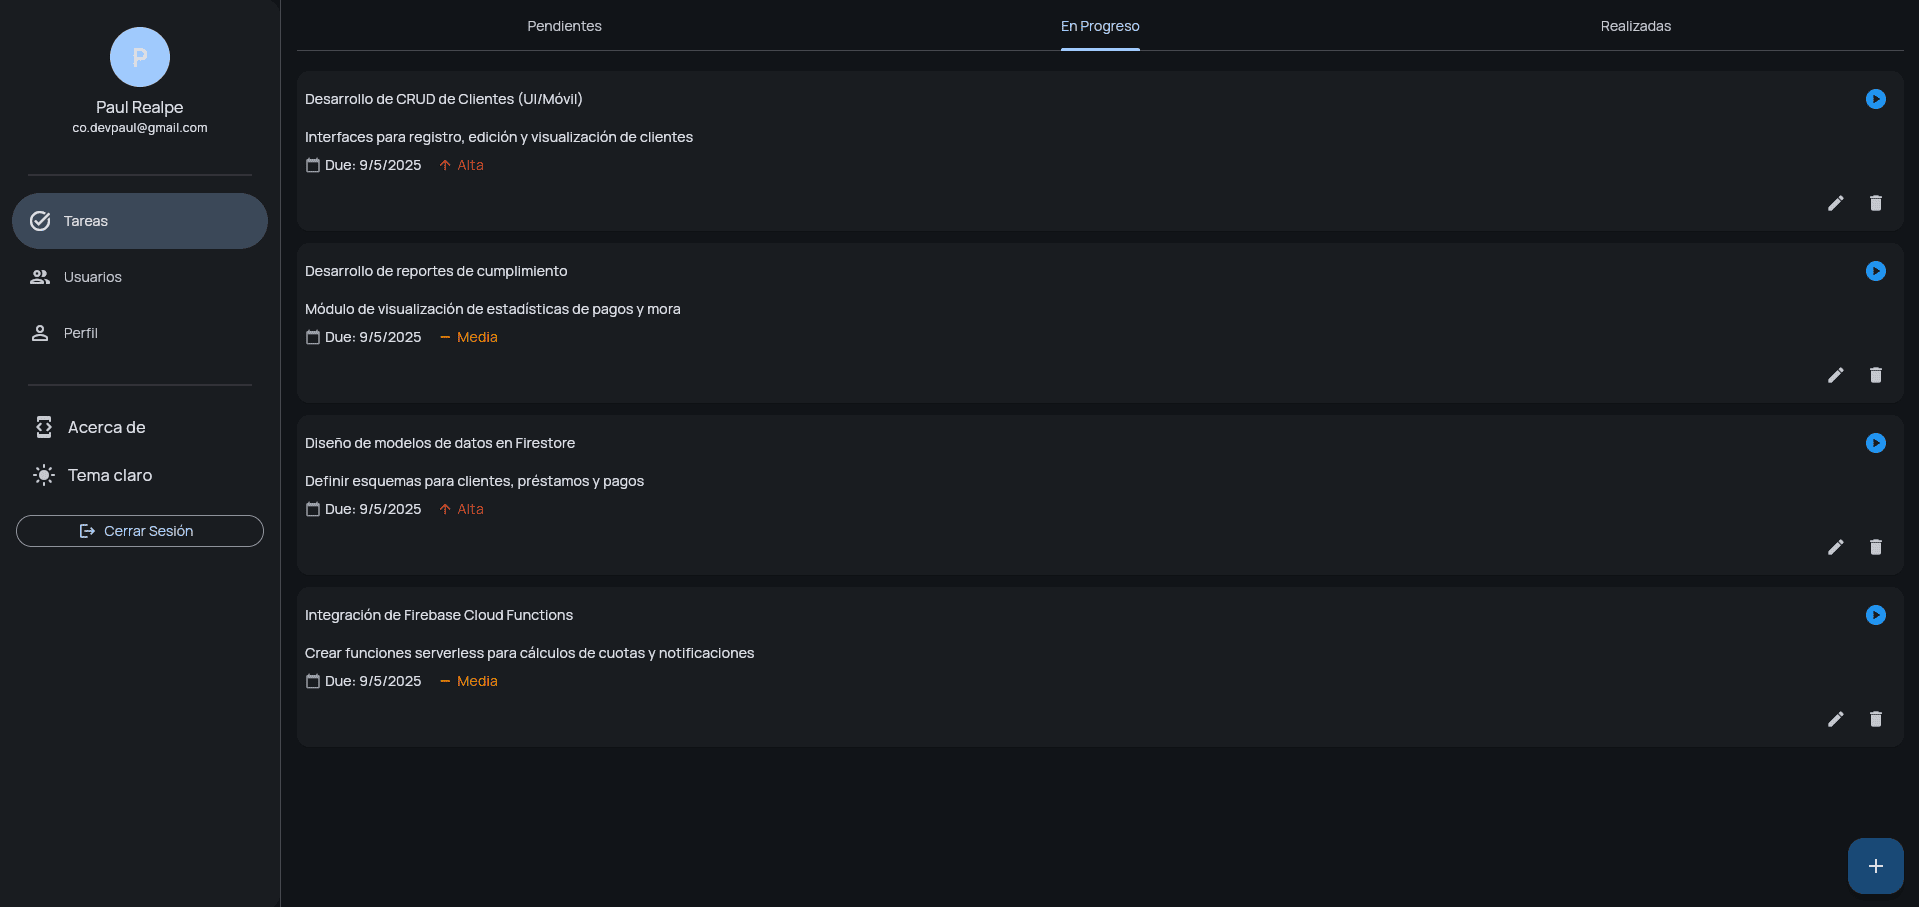 P
Paul Realpe
co.devpaul@gmail.com
Tareas
Usuarios
Perfil
Acerca de
Tema claro
Cerrar Sesión
Pendientes
En Progreso
Realizadas
Desarrollo de CRUD de Clientes (UI/Móvil)
Interfaces para registro, edición y visualización de clientes
Due: 9/5/2025 Alta
Desarrollo de reportes de cumplimiento
Módulo de visualización de estadísticas de pagos y mora
Due: 9/5/2025 Media
Diseño de modelos de datos en Firestore
Definir esquemas para clientes, préstamos y pagos
Due: 9/5/2025 Alta
Integración de Firebase Cloud Functions
Crear funciones serverless para cálculos de cuotas y notificaciones
Due: 9/5/2025 Media